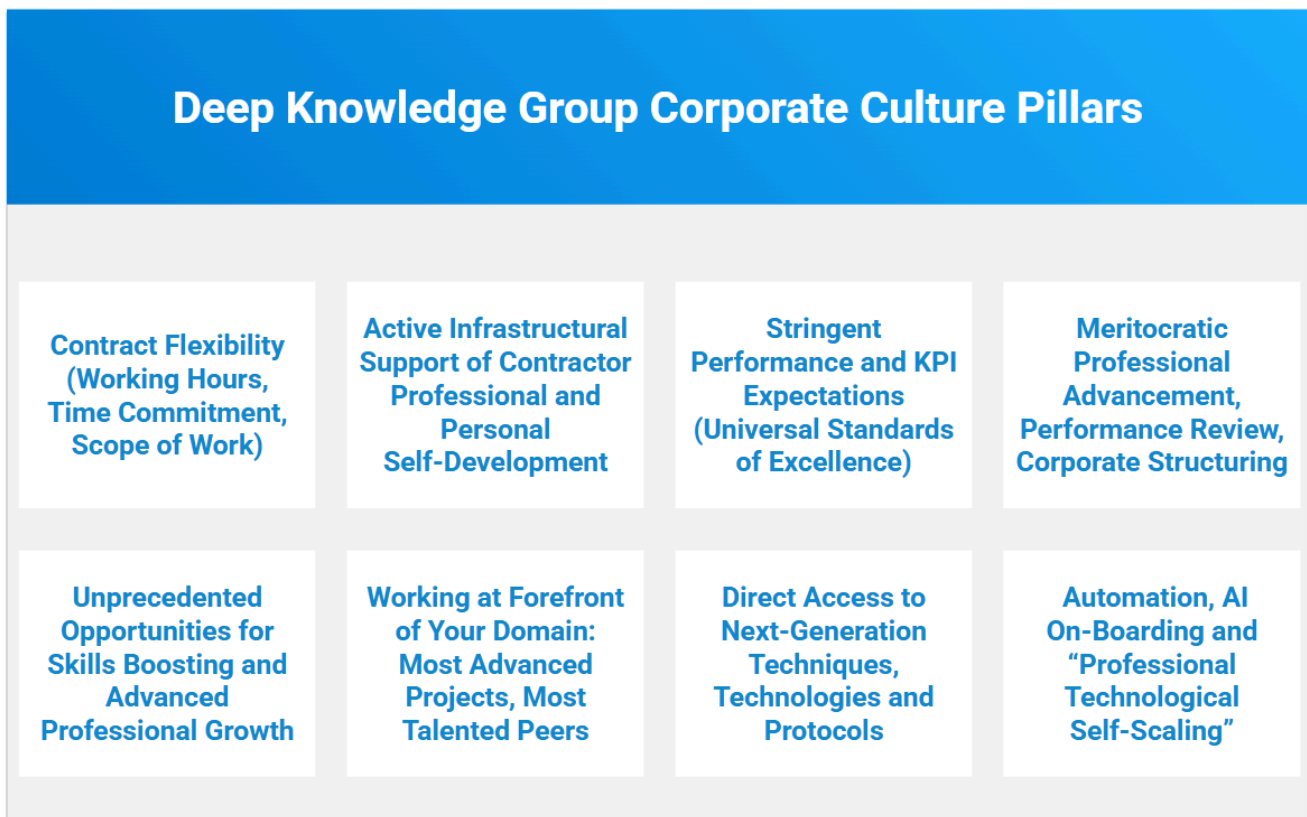 Deep Knowledge Group Corporate Culture Pillars
Contract Flexibility
(Working Hours,
Time Commitment,
Scope of Work)
Active Infrastructural
Support of Contractor
Professional and
Personal
Self-Development
Stringent
Performance and KPI
Expectations
(Universal Standards
of Excellence)
Meritocratic
Professional
Advancement,
Performance Review,
Corporate Structuring
Unprecedented
Opportunities for
Skills Boosting and
Advanced
Professional Growth
Working at Forefront
of Your Domain:
Most Advanced
Projects, Most
Talented Peers
Direct Access to
Next-Generation
Techniques,
Technologies and
Protocols
Automation, AI
On-Boarding and
“Professional
Technological
Self-Scaling”